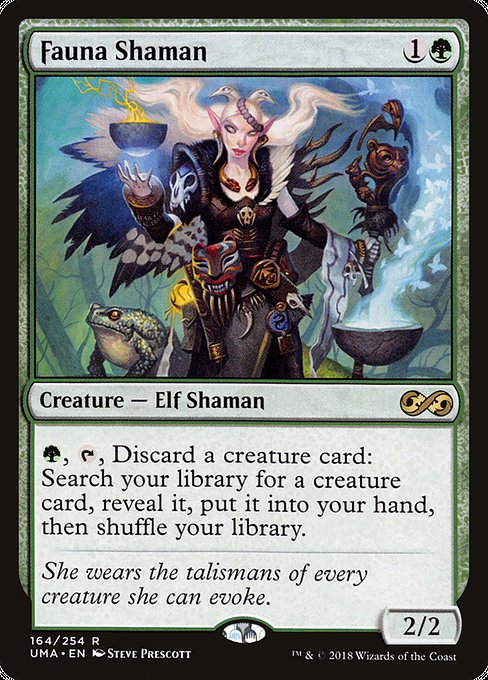 Fauna Shaman 1
Creature — Elf Shaman
, , Discard a creature card:
Search your library for a creature
card, reveal it, put it into your hand,
then shuffle your library.
She wears the talismans of every
creature she can evoke.
2/2
164/254 R
UMA • EN Steve Prescott
™ & © 2018 Wizards of the Coast